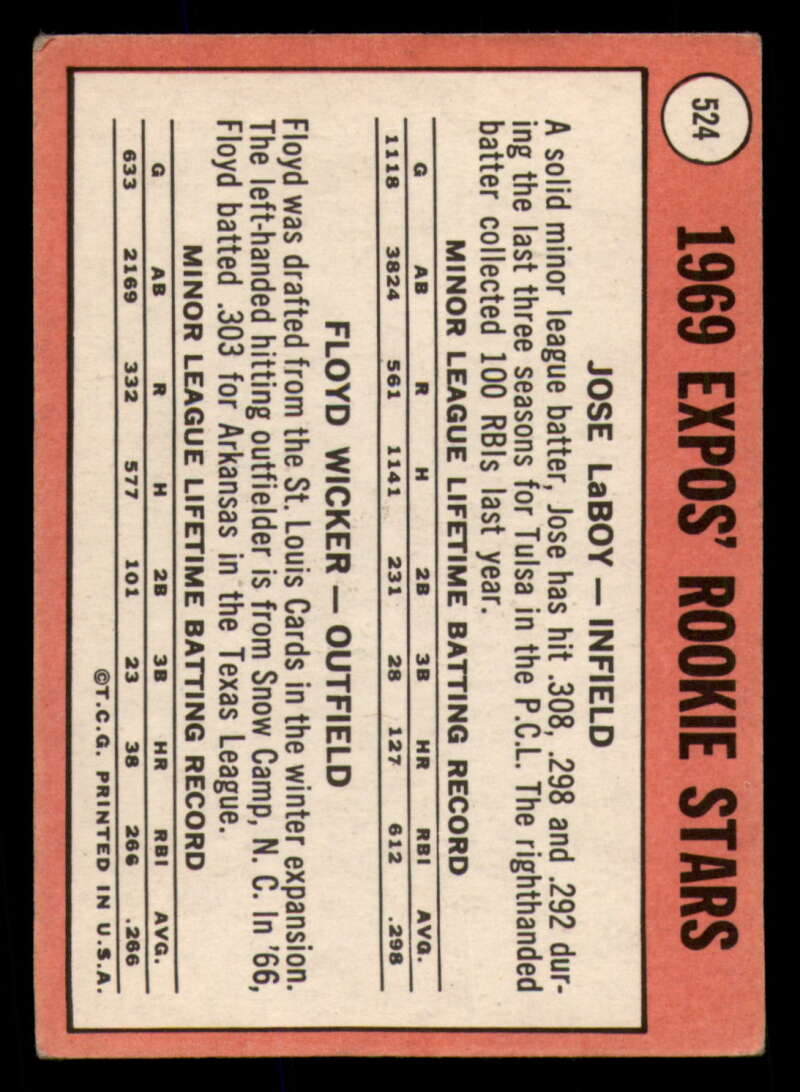 524
1969 EXPOS' ROOKIE STARS
JOSE LaBOY — INFIELD
A solid minor league batter, Jose has hit .308, .298 and .292 dur-
ing the last three seasons for Tulsa in the P.C.L. The righthanded
batter collected 100 RBIs last year.
MINOR LEAGUE LIFETIME BATTING RECORD
G AB R H 2B 3B HR RBI AVG.
1118 3824 561 1141 231 28 127 612 .298
FLOYD WICKER — OUTFIELD
Floyd was drafted from the St. Louis Cards in the winter expansion.
The left-handed hitting outfielder is from Snow Camp, N. C. In '66,
Floyd batted .303 for Arkansas in the Texas League.
MINOR LEAGUE LIFETIME BATTING RECORD
G AB R H 2B 3B HR RBI AVG.
633 2169 332 577 101 23 38 266 .266
©T.C.G. PRINTED IN U.S.A.